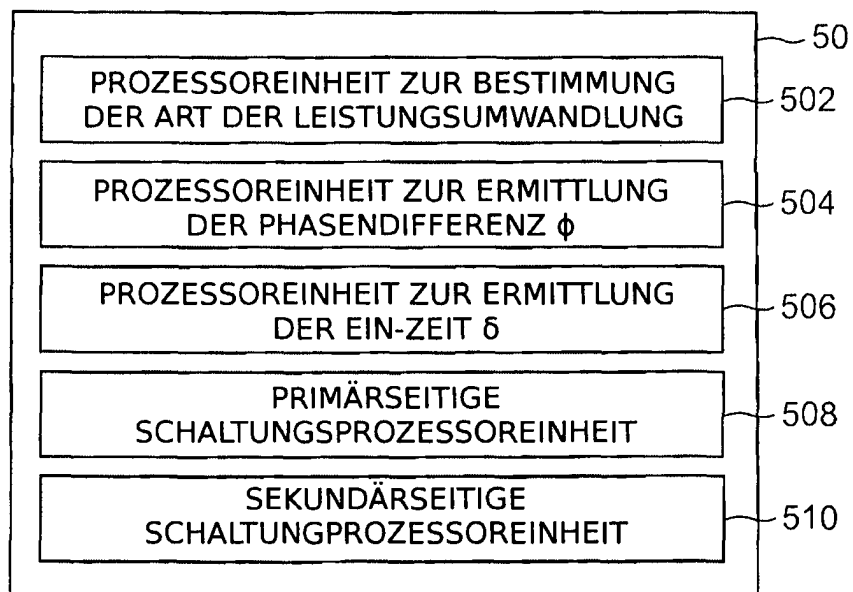 50
PROZESSOREINHEIT ZUR BESTIMMUNG
DER ART DER LEISTUNGSUMWANDLUNG
502
PROZESSOREINHEIT ZUR ERMITTLUNG
DER PHASENDIFFERENZ ϕ
504
PROZESSOREINHEIT ZUR ERMITTLUNG
DER EIN-ZEIT δ
506
PRIMÄRSEITIGE
SCHALTUNGSPROZESSOREINHEIT
508
SEKUNDÄRSEITIGE
SCHALTUNGPROZESSOREINHEIT
510